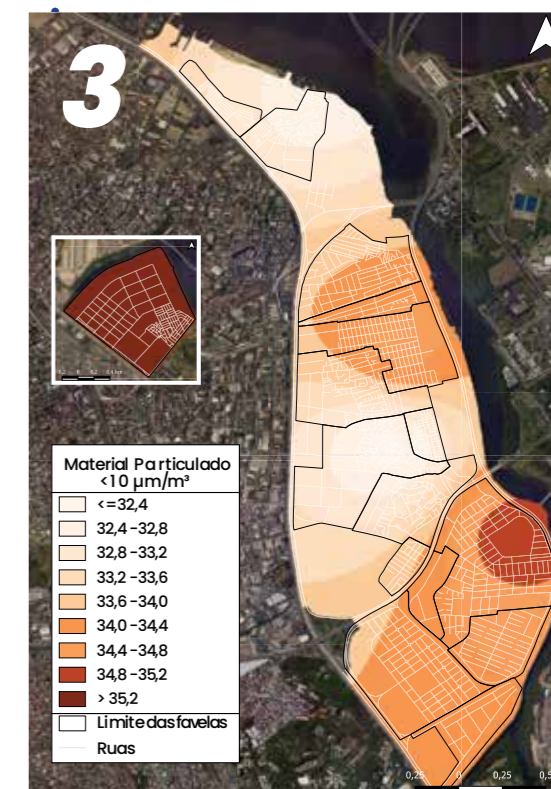 3
Material Particulado
<10 µm/m³
<=32,4
32,4 -32,8
32,8 -33,2
33,2 -33,6
33,6 -34,0
34,0 -34,4
34,4 -34,8
34,8 -35,2
> 35,2
Limite das favelas
Ruas
0,25 0 0,25 0,5